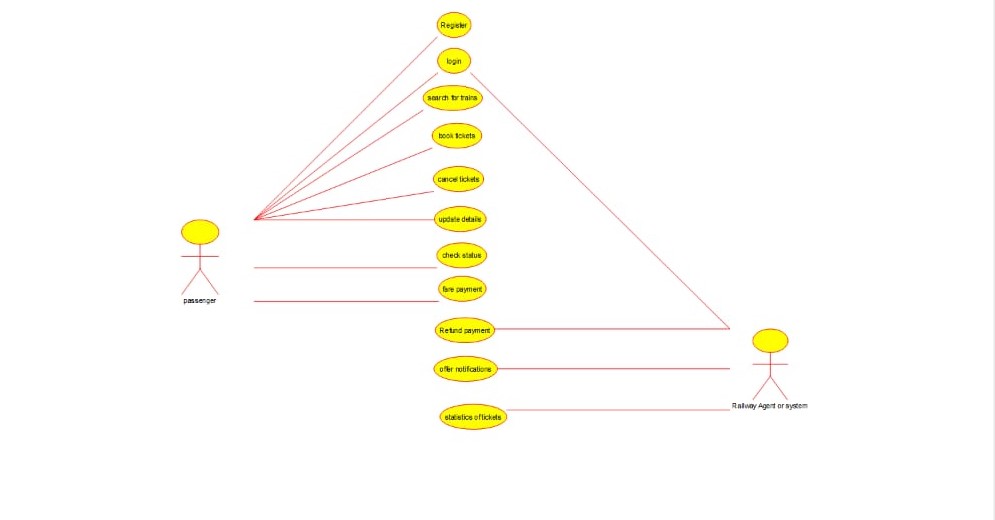 Register
login
search for trains
book tickets
cancel tickets
update details
check status
passenger
fare payment
Refund payment
offer notifications
Railway Agent or system
statistics of tickets